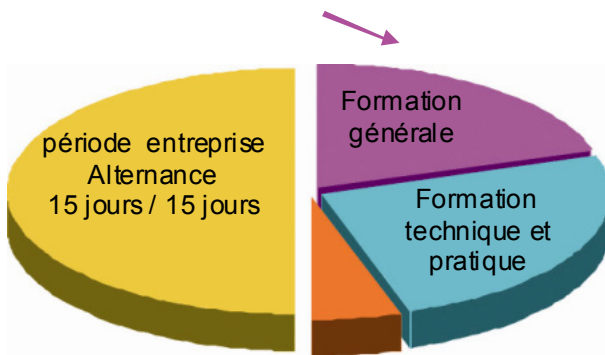 période entreprise
Alternance
15 jours / 15 jours
Formation
générale
Formation
technique et
pratique